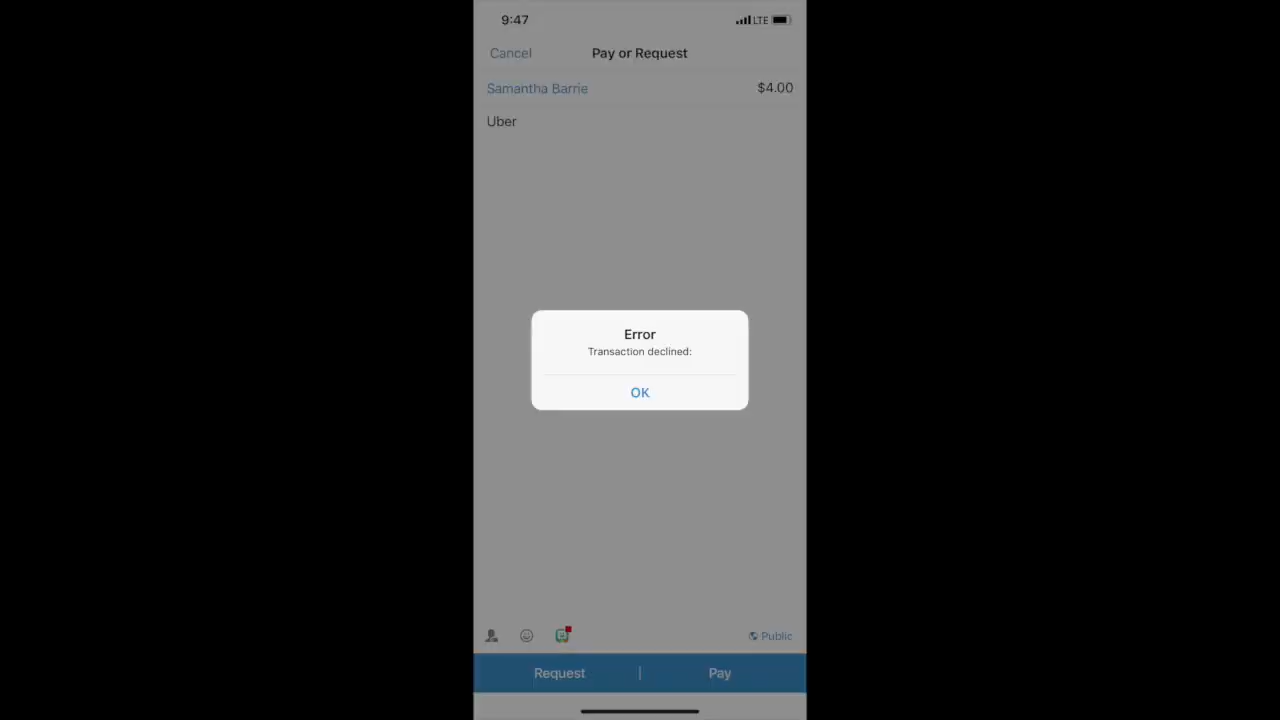 9:47 LTE
Cancel Pay or Request
Samantha Barrie $4.00
Uber
Error
Transaction declined:
OK
Public
Request | Pay